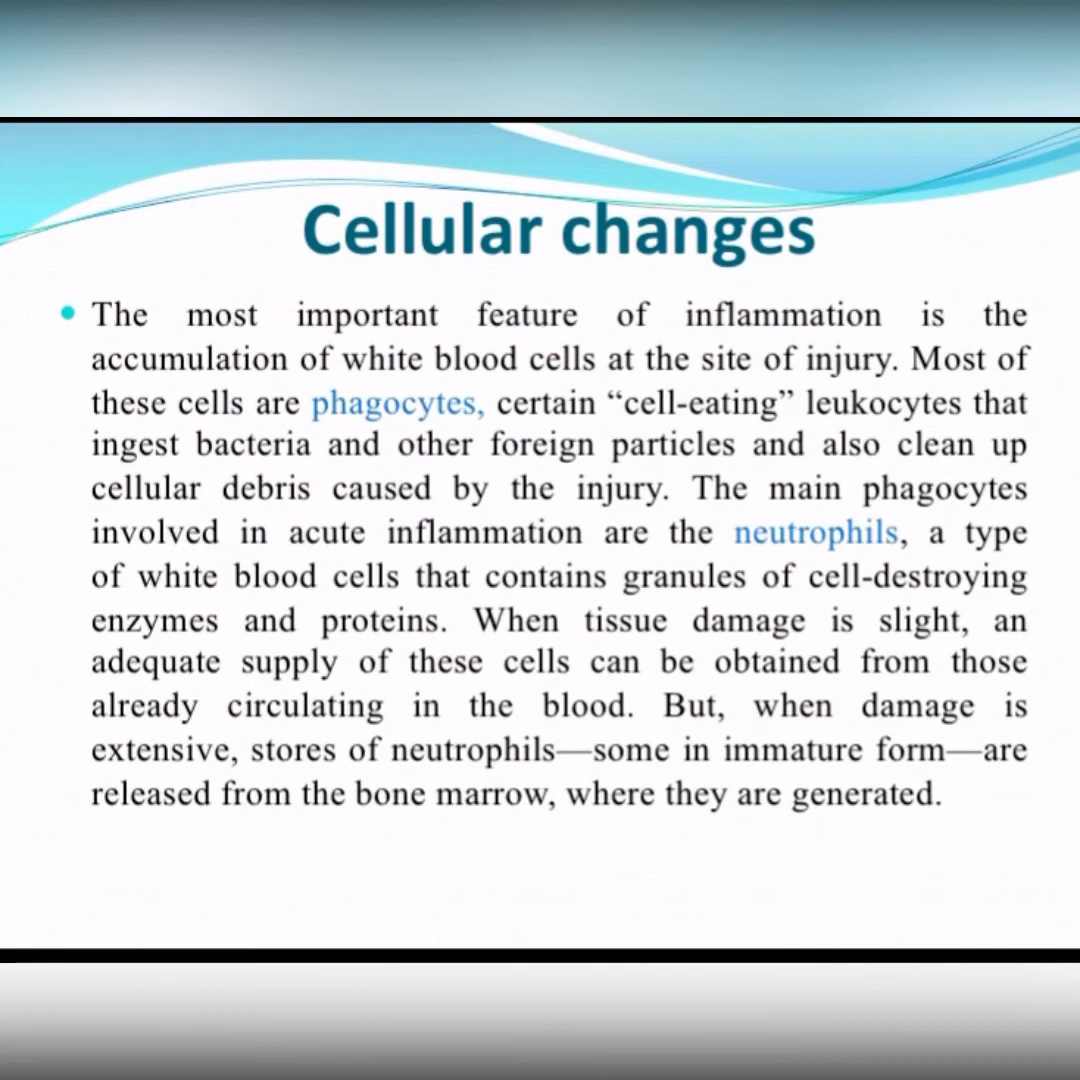 Cellular changes
• The most important feature of inflammation is the
accumulation of white blood cells at the site of injury. Most of
these cells are phagocytes, certain “cell-eating” leukocytes that
ingest bacteria and other foreign particles and also clean up
cellular debris caused by the injury. The main phagocytes
involved in acute inflammation are the neutrophils, a type
of white blood cells that contains granules of cell-destroying
enzymes and proteins. When tissue damage is slight, an
adequate supply of these cells can be obtained from those
already circulating in the blood. But, when damage is
extensive, stores of neutrophils—some in immature form—are
released from the bone marrow, where they are generated.